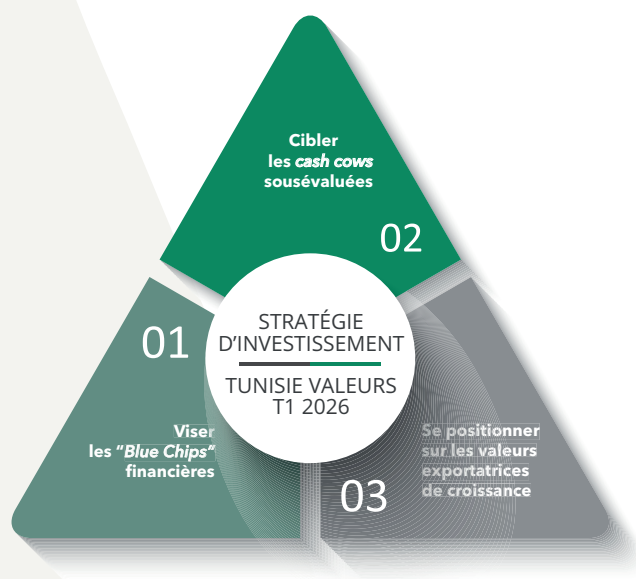 Cibler
les cash cows
sousévaluées
02
STRATÉGIE
D'INVESTISSEMENT
TUNISIE VALEURS
T1 2026
01
Viser
les "Blue Chips"
financières
Se positionner
sur les valeurs
exportatrices
de croissance
03